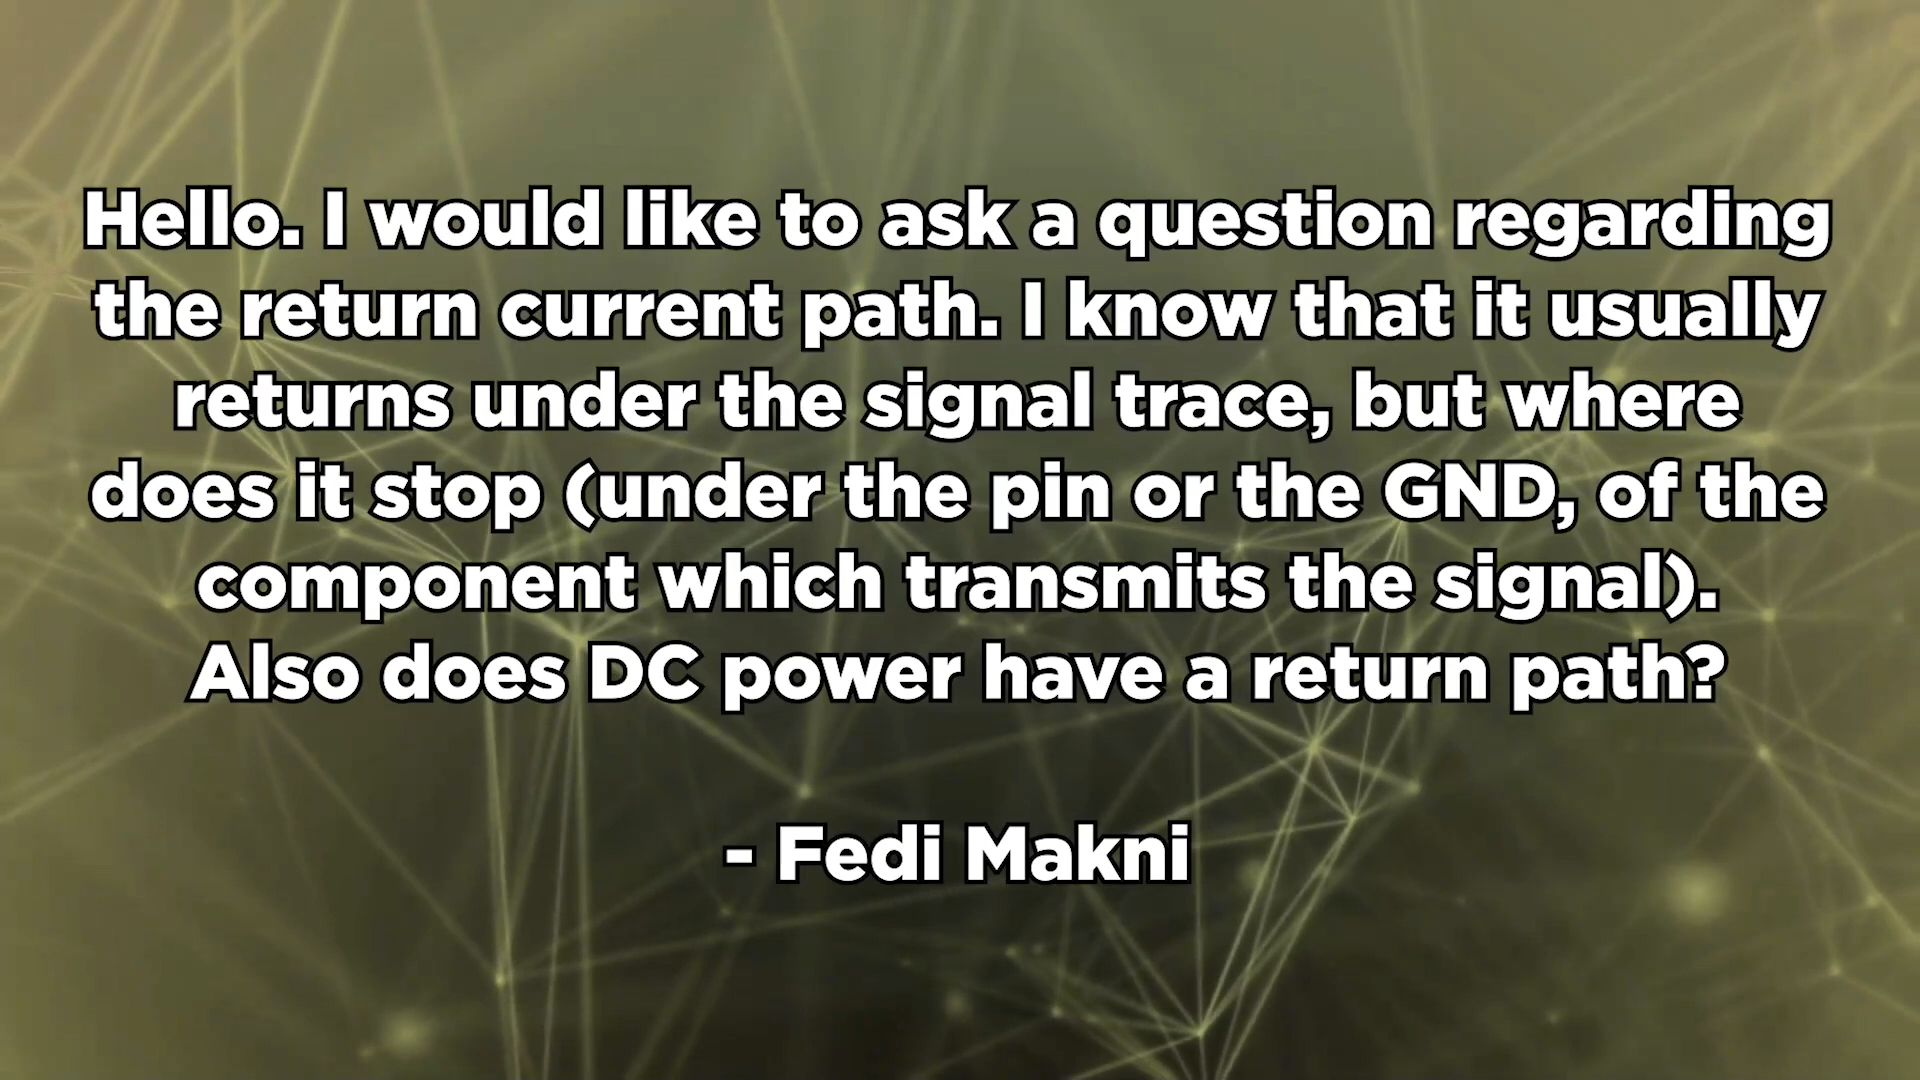 Hello. I would like to ask a question regarding
the return current path. I know that it usually
returns under the signal trace, but where
does it stop (under the pin or the GND, of the
component which transmits the signal).
Also does DC power have a return path?
- Fedi Makni